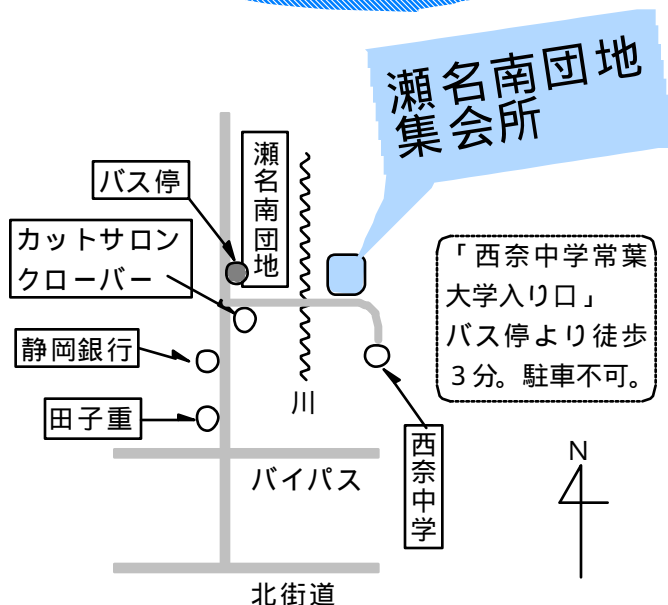 瀬名南団地
集会所
バス停
瀬名南団地
カットサロン
クローバー
「西奈中学常葉
大学入り口」
バス停より徒歩
3分。駐車不可。
静岡銀行
田子重
川
西奈中学
バイパス
N
北街道